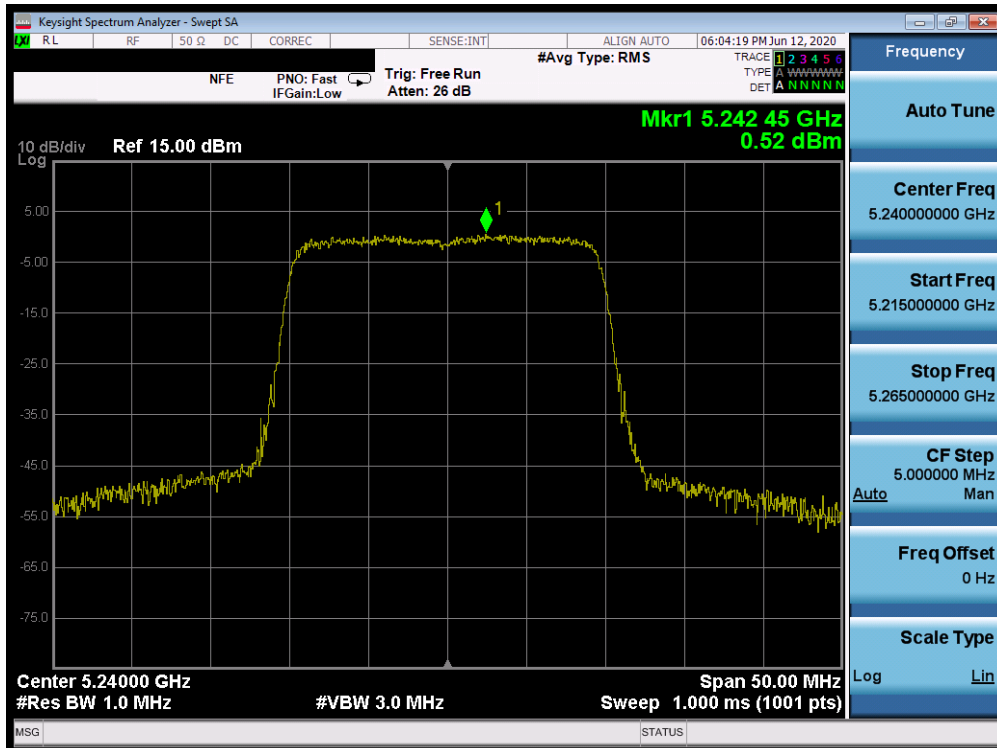 Keysight Spectrum Analyzer - Swept SA
LXI RL RF 50 Ω DC CORREC SENSE:INT ALIGN AUTO 06:04:19 PM Jun 12, 2020
NFE PNO: Fast IFGain:Low Trig: Free Run Atten: 26 dB #Avg Type: RMS
TRACE 1 2 3 4 5 6
TYPE A WWWWW
DET A N N N N N
Mkr1 5.242 45 GHz
0.52 dBm
10 dB/div Ref 15.00 dBm
Log
1
5.00
-5.00
-15.0
-25.0
-35.0
-45.0
-55.0
-65.0
-75.0
Center 5.24000 GHz Span 50.00 MHz
#Res BW 1.0 MHz #VBW 3.0 MHz Sweep 1.000 ms (1001 pts)
MSG STATUS
Frequency
Auto Tune
Center Freq
5.240000000 GHz
Start Freq
5.215000000 GHz
Stop Freq
5.265000000 GHz
CF Step
5.000000 MHz
Auto Man
Freq Offset
0 Hz
Scale Type
Log Lin